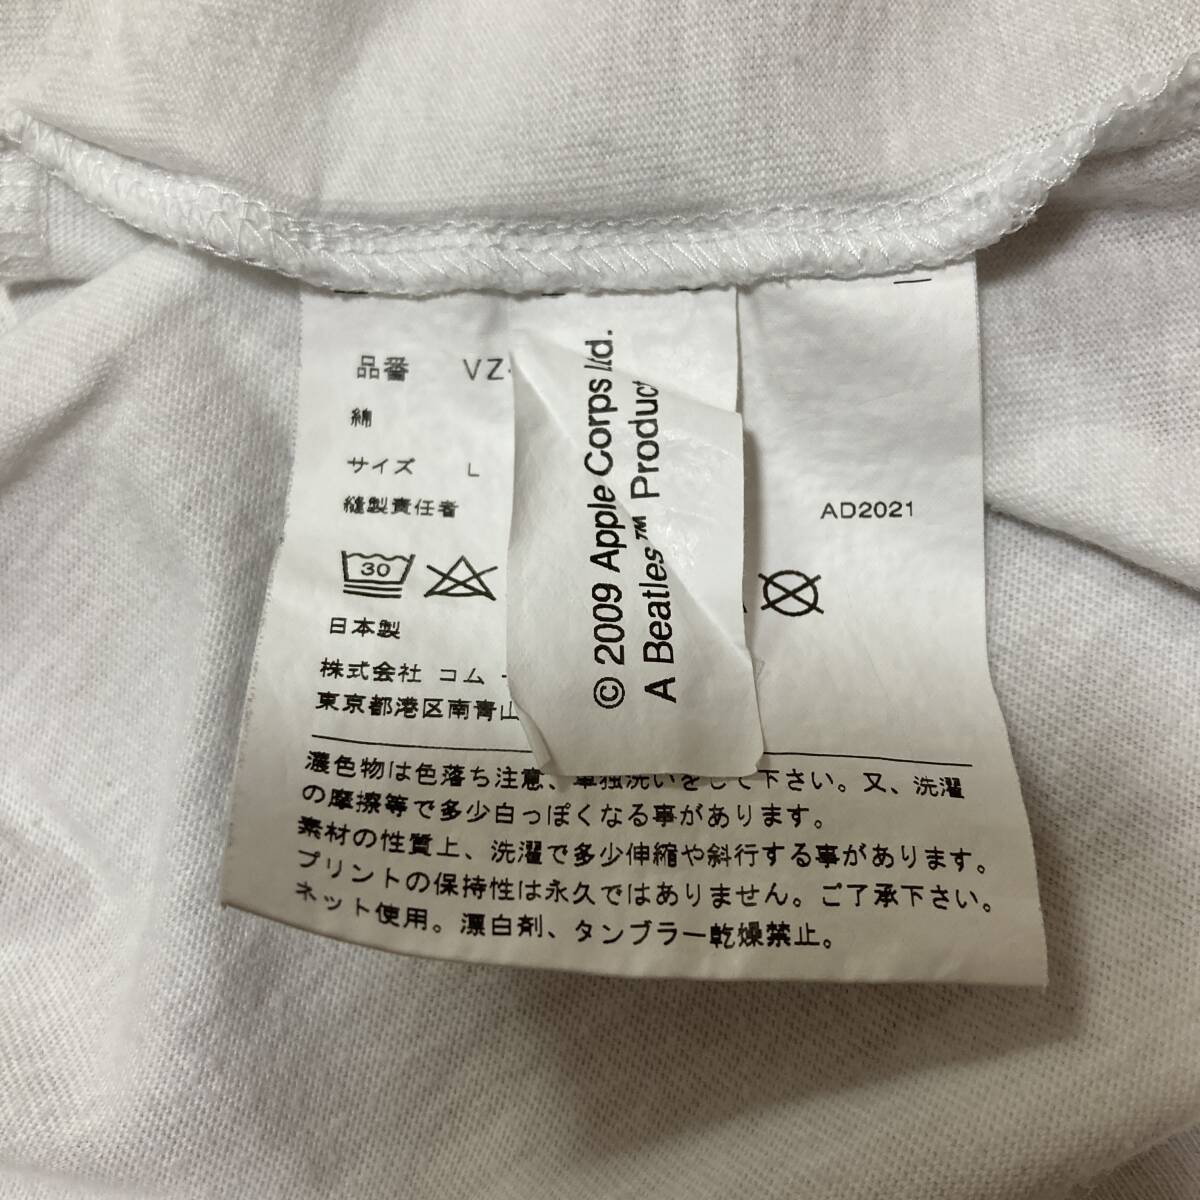 品番 VZ-
綿
サイズ L
縫製責任者
AD2021
30
日本製
株式会社 コム
東京都港区南青山
© 2009 Apple Corps Ltd.
A Beatles™ Product
濃色物は色落ち注意、単独洗いをして下さい。又、洗濯
の摩擦等で多少白っぽくなる事があります。
素材の性質上、洗濯で多少伸縮や斜行する事があります。
プリントの保持性は永久ではありません。ご了承下さい。
ネット使用。漂白剤、タンブラー乾燥禁止。